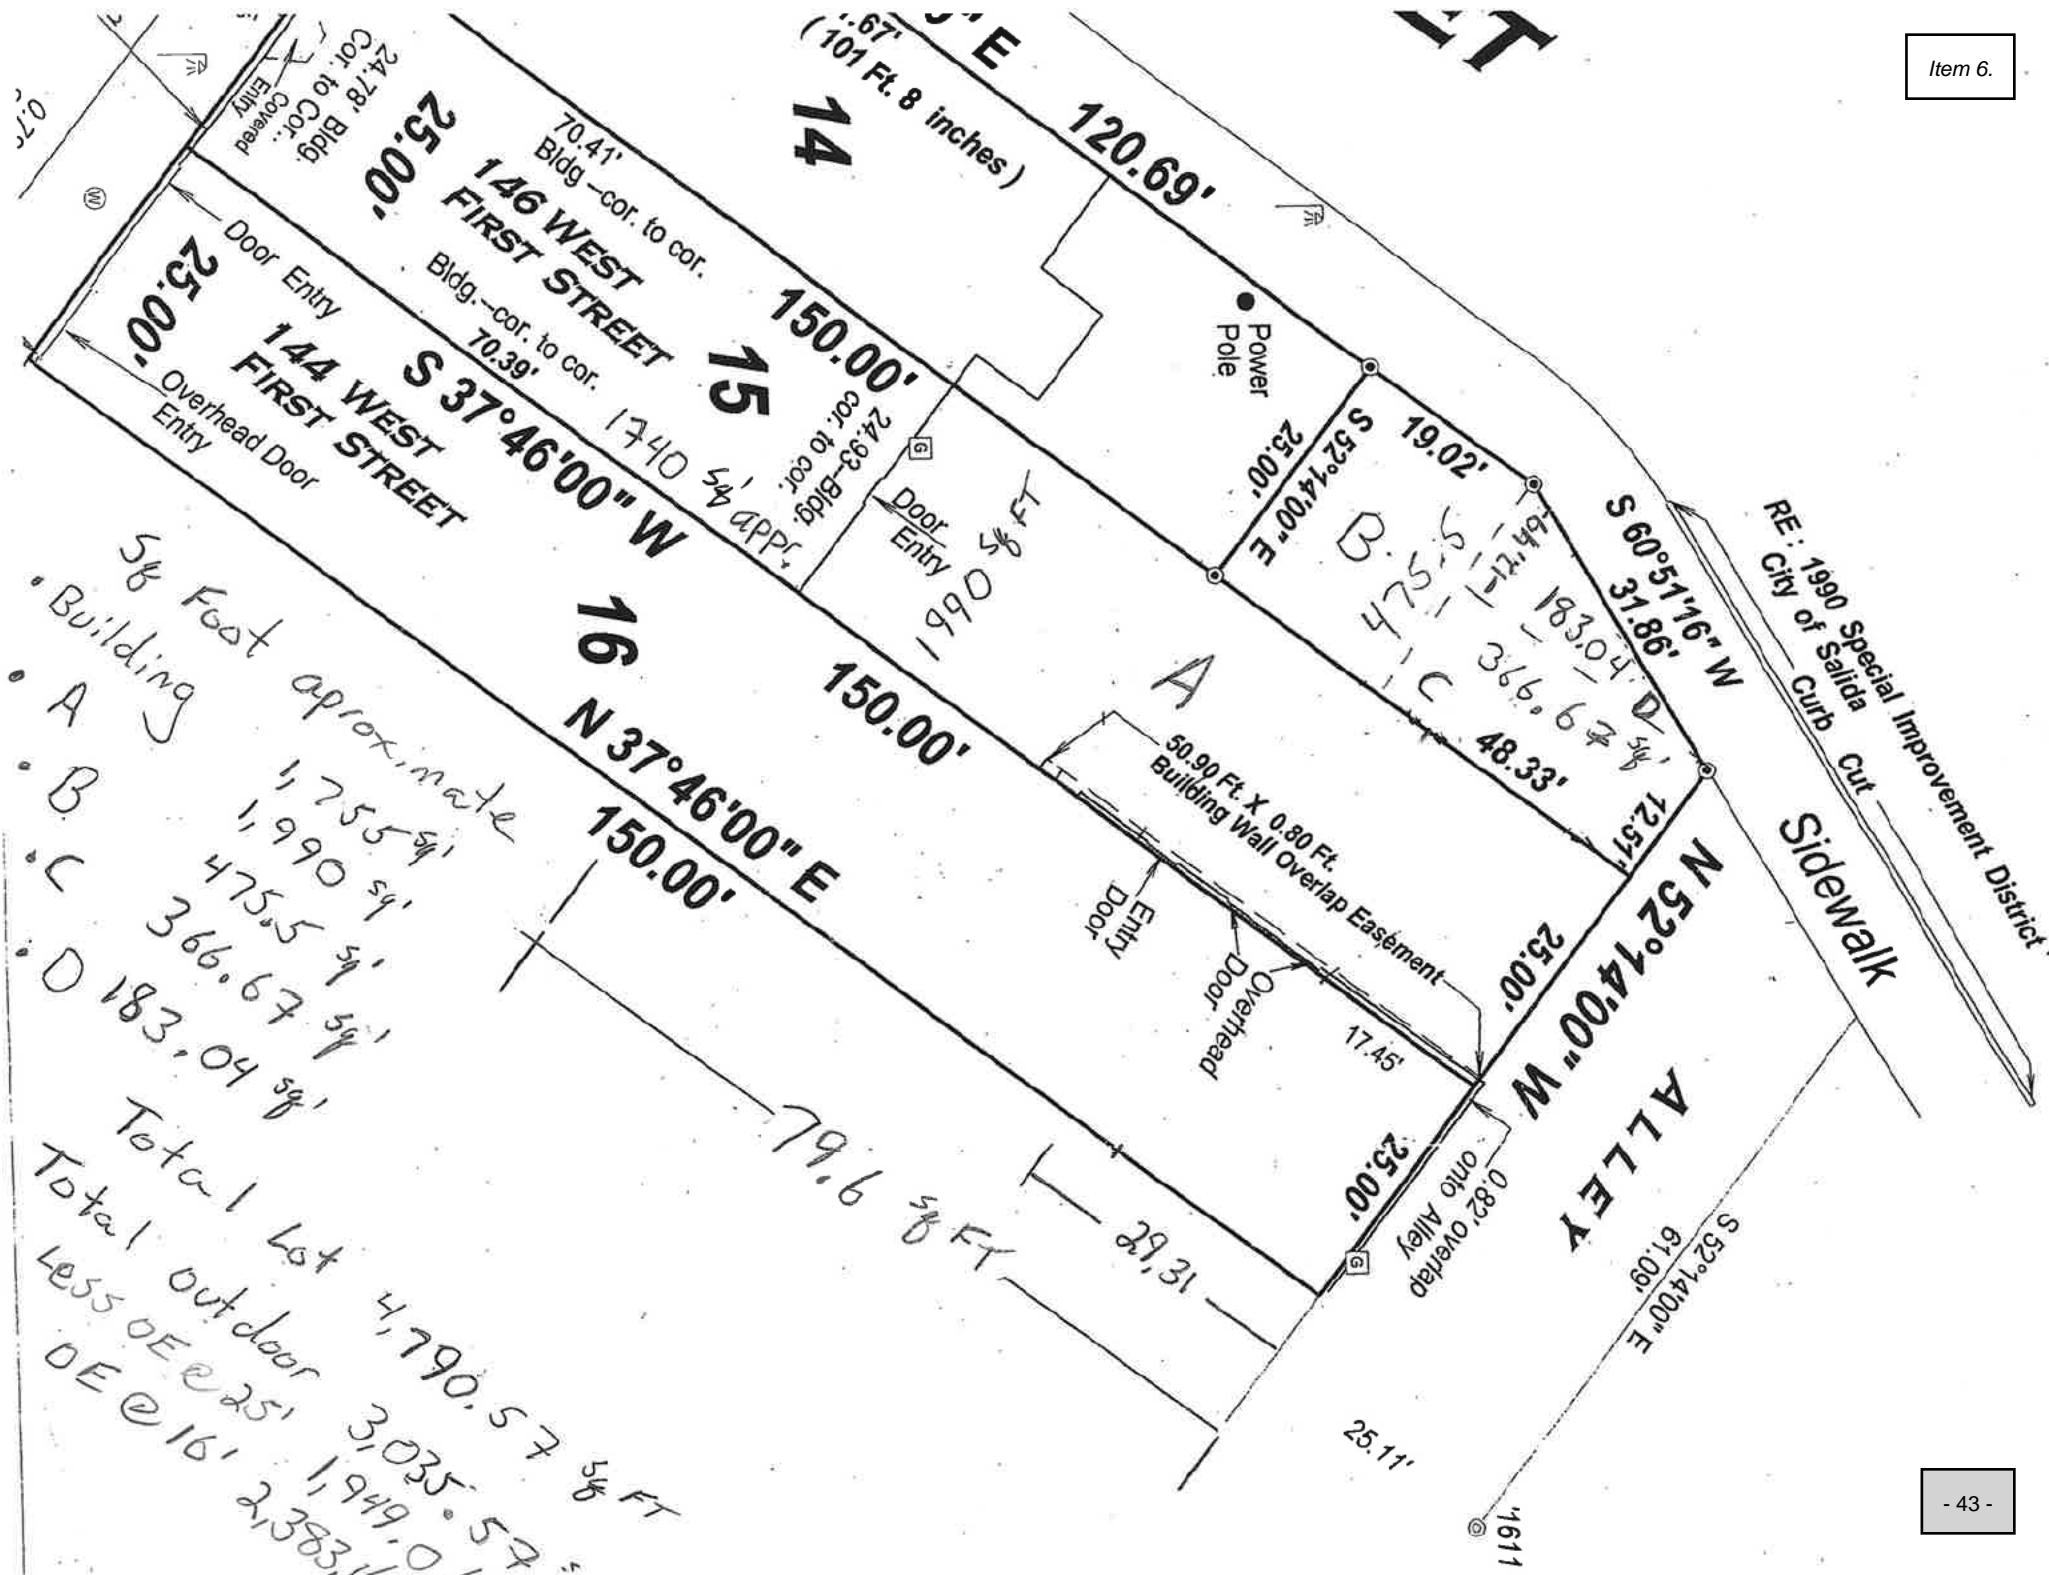 Item 6.
ET
9" E
1.67'
( 101 Ft. 8 inches )
120.69'
14
24.78' Bldg.
Cor. to Cor.
Covered
Entry
25.00'
70.41'
Bldg –cor. to cor.
146 WEST
FIRST STREET
150.00'
15
Bldg.–cor. to cor.
70.39'
1740 sq' appr.
24.93–Bldg.
cor. to cor.
G
Door
Entry
1990 sq FT
A
Power
Pole
S 52°14'00" E
25.00'
19.02'
B.
475.5
183.04' D
C 366.67 sq'
48.33'
S 60°51'16" W
31.86'
12.51'
RE: 1990 Special Improvement District
City of Salida
Curb Cut
Sidewalk
W
Door Entry
25.00'
144 WEST
FIRST STREET
Overhead Door
Entry
S 37°46'00" W
150.00'
16
N 37°46'00" E
150.00'
50.90 Ft. X 0.80 Ft.
Building Wall Overlap Easement
Entry
Door
Overhead
Door
17.45'
25.00'
N 52°14'00" W
ALLEY
25.00'
0.82' overlap
onto Alley
G
S 52°14'00" E
61.09'
25.11'
1611
79.6 sq FT
29.31
Sq Foot aproximate
• Building 1,755 sq'
• A 1,990 sq'
• B 475.5 sq'
• C 366.67 sq'
• D 183.04 sq'
Total Lot 4,790.57 sq FT
Total outdoor 3,035.57
Less OE @ 25' 1,949.0
OE @ 16' 2,383.
- 43 -